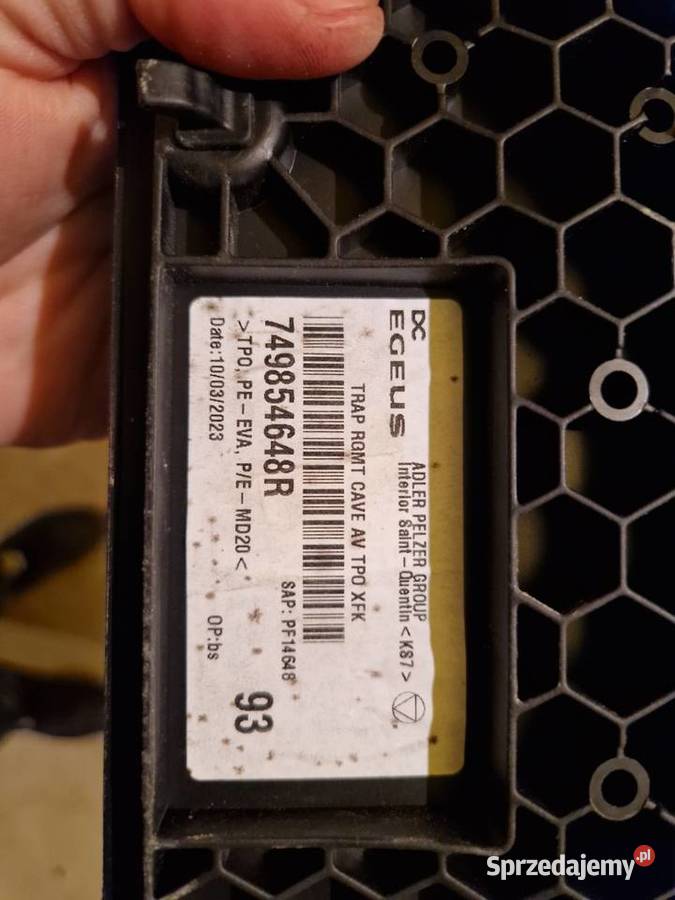 DC
EGEUS
ADLER PELZER GROUP
Interior Saint-Quentin <K87>
TRAP RGMT CAVE AV TPO XFK
SAP: PF14648
749854648R
93
>TPO, PE-EVA, P/E-MD20<
Date:10/03/2023
OP:bs
Sprzedajemy.pl